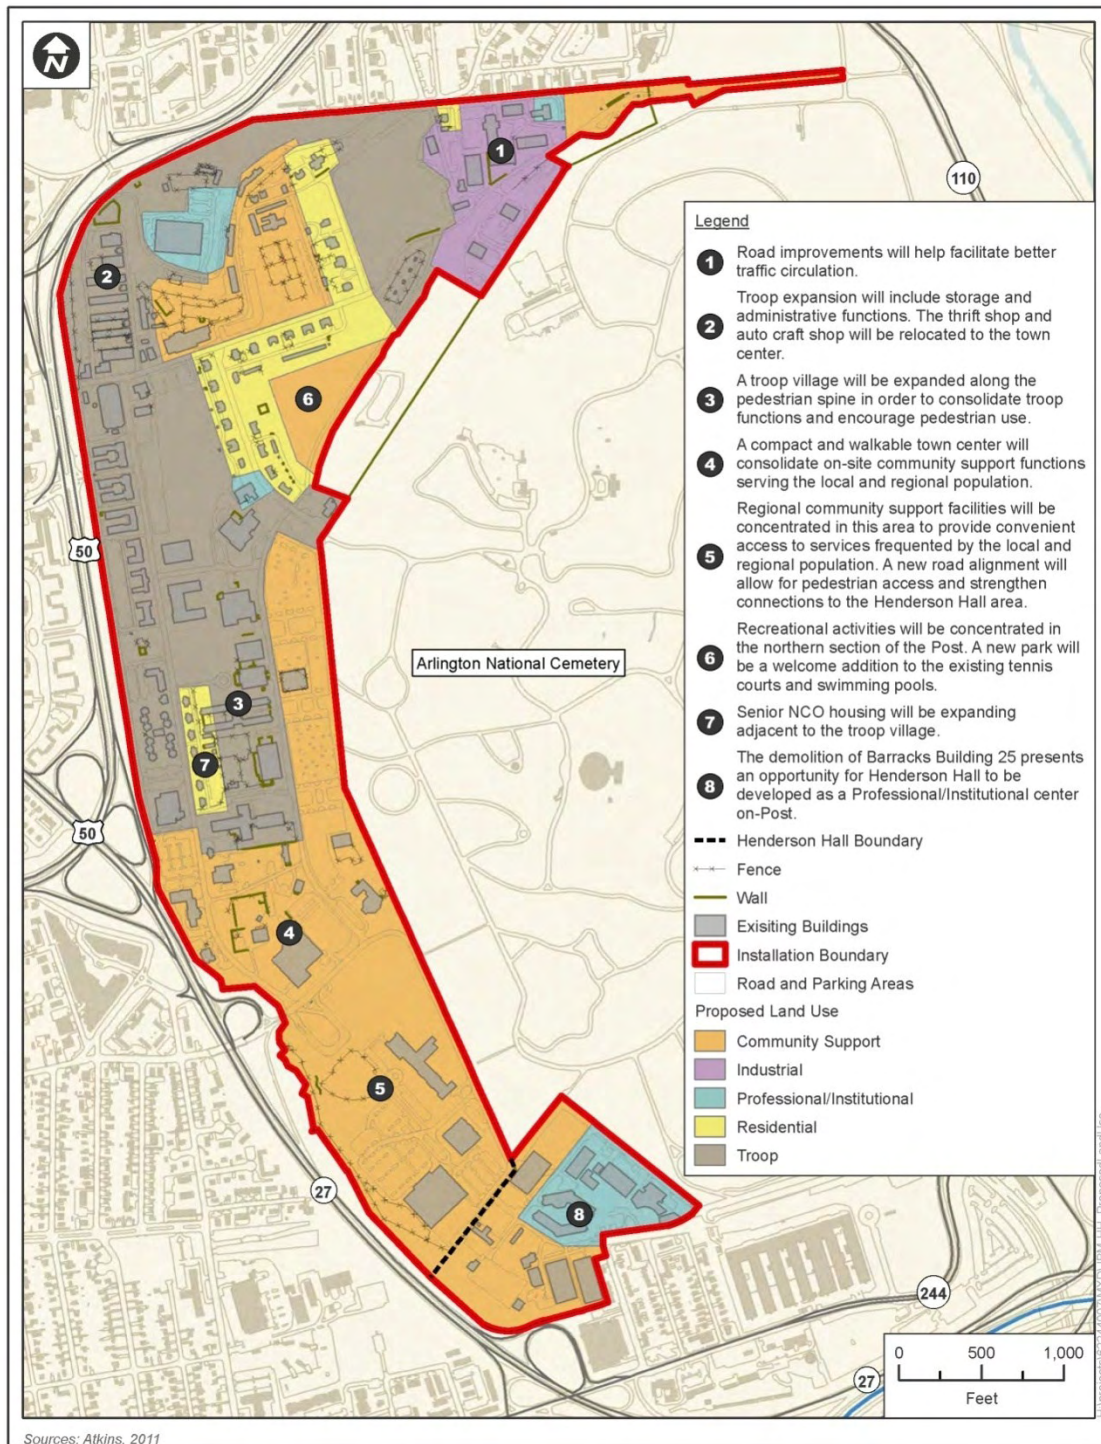 N
110
1
2
6
50
3
7
50
4
5
27
8
244
27
Arlington National Cemetery
Legend
1 Road improvements will help facilitate better
traffic circulation.
2 Troop expansion will include storage and
administrative functions. The thrift shop and
auto craft shop will be relocated to the town
center.
3 A troop village will be expanded along the
pedestrian spine in order to consolidate troop
functions and encourage pedestrian use.
4 A compact and walkable town center will
consolidate on-site community support functions
serving the local and regional population.
5 Regional community support facilities will be
concentrated in this area to provide convenient
access to services frequented by the local and
regional population. A new road alignment will
allow for pedestrian access and strengthen
connections to the Henderson Hall area.
6 Recreational activities will be concentrated in
the northern section of the Post. A new park will
be a welcome addition to the existing tennis
courts and swimming pools.
7 Senior NCO housing will be expanding
adjacent to the troop village.
8 The demolition of Barracks Building 25 presents
an opportunity for Henderson Hall to be
developed as a Professional/Institutional center
on-Post.
Henderson Hall Boundary
Fence
Wall
Exisiting Buildings
Installation Boundary
Road and Parking Areas
Proposed Land Use
Community Support
Industrial
Professional/Institutional
Residential
Troop
0 500 1,000
Feet
Sources: Atkins, 2011